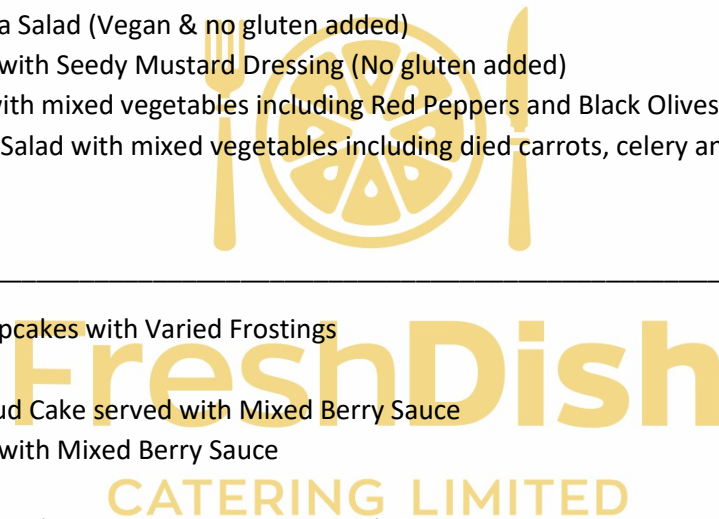 a Salad (Vegan & no gluten added)
with Seedy Mustard Dressing (No gluten added)
with mixed vegetables including Red Peppers and Black Olives
Salad with mixed vegetables including died carrots, celery an
pcakes with Varied Frostings
FreshDish
ud Cake served with Mixed Berry Sauce
with Mixed Berry Sauce
CATERING LIMITED